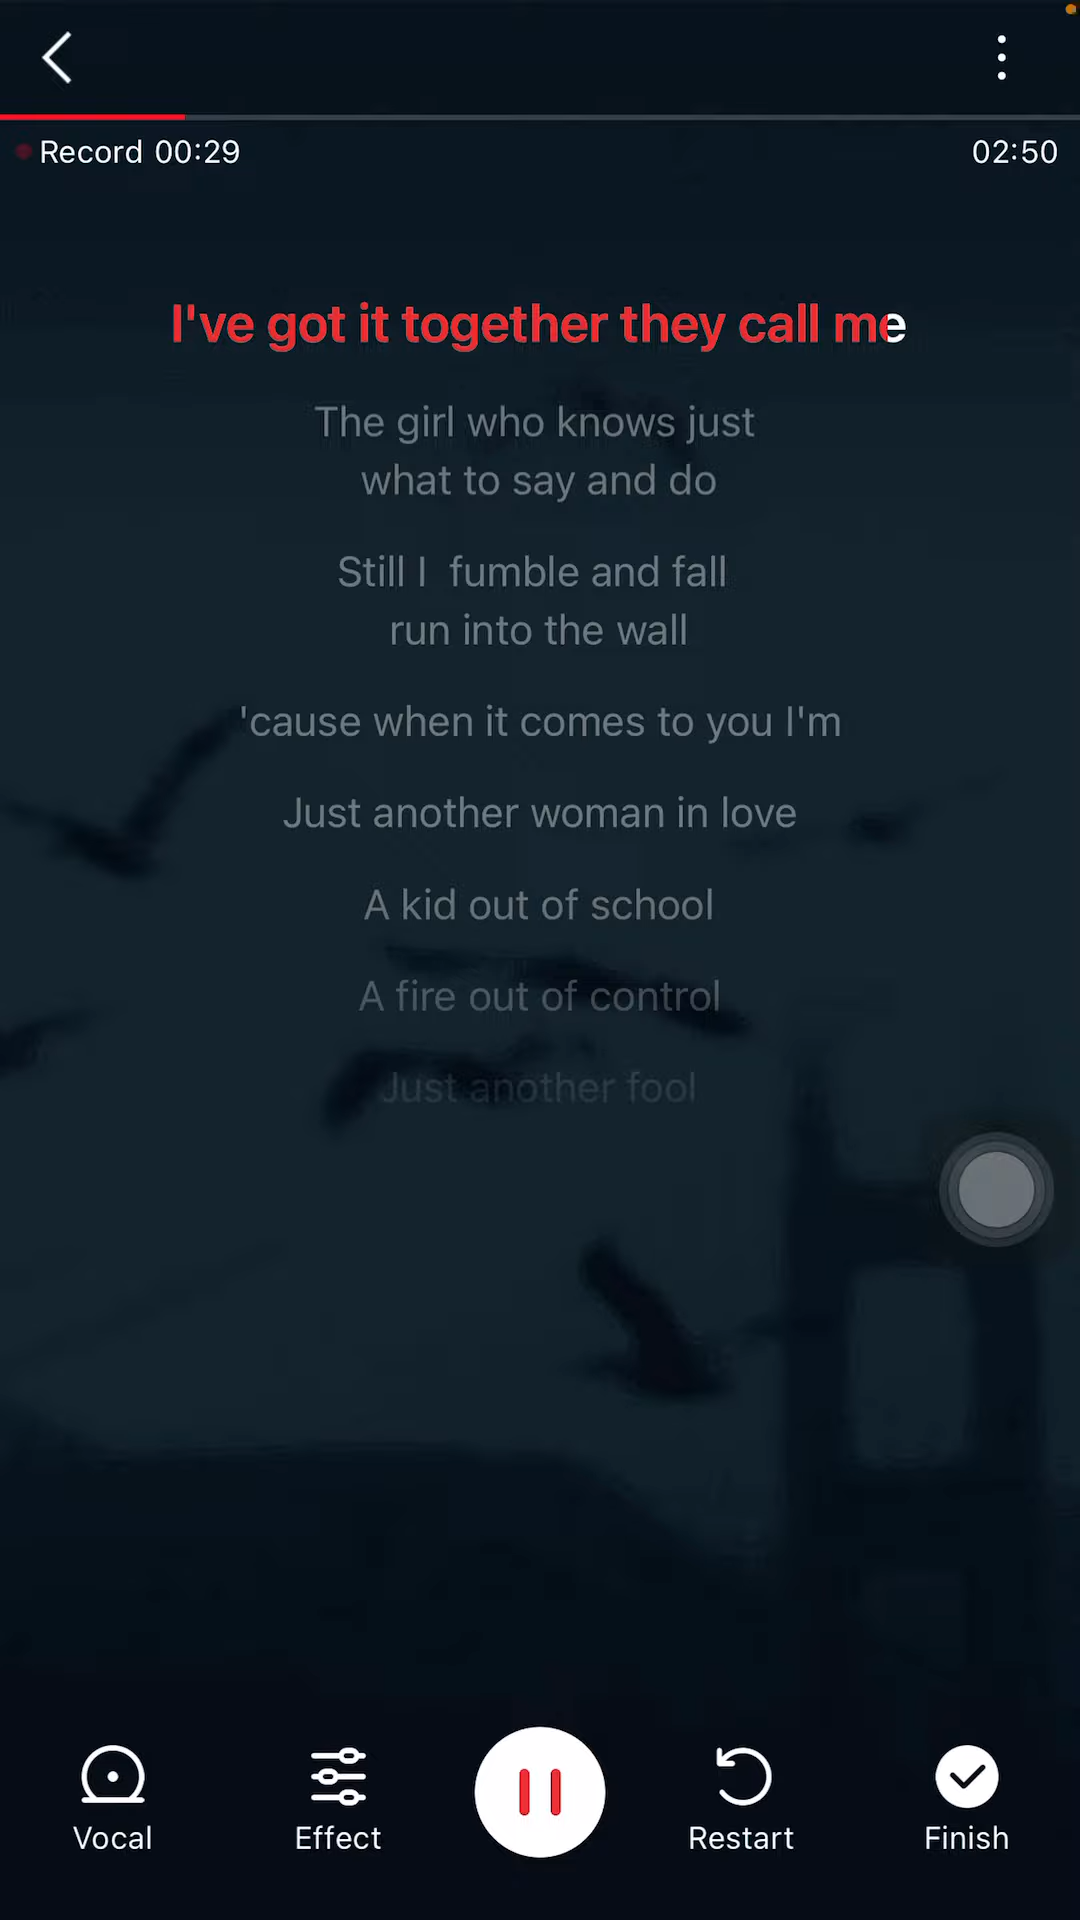 Record 00:29
02:50
I've got it together they call me
The girl who knows just
what to say and do
Still I  fumble and fall
run into the wall
'cause when it comes to you I'm
Just another woman in love
A kid out of school
A fire out of control
Just another fool
Vocal
Effect
Restart
Finish